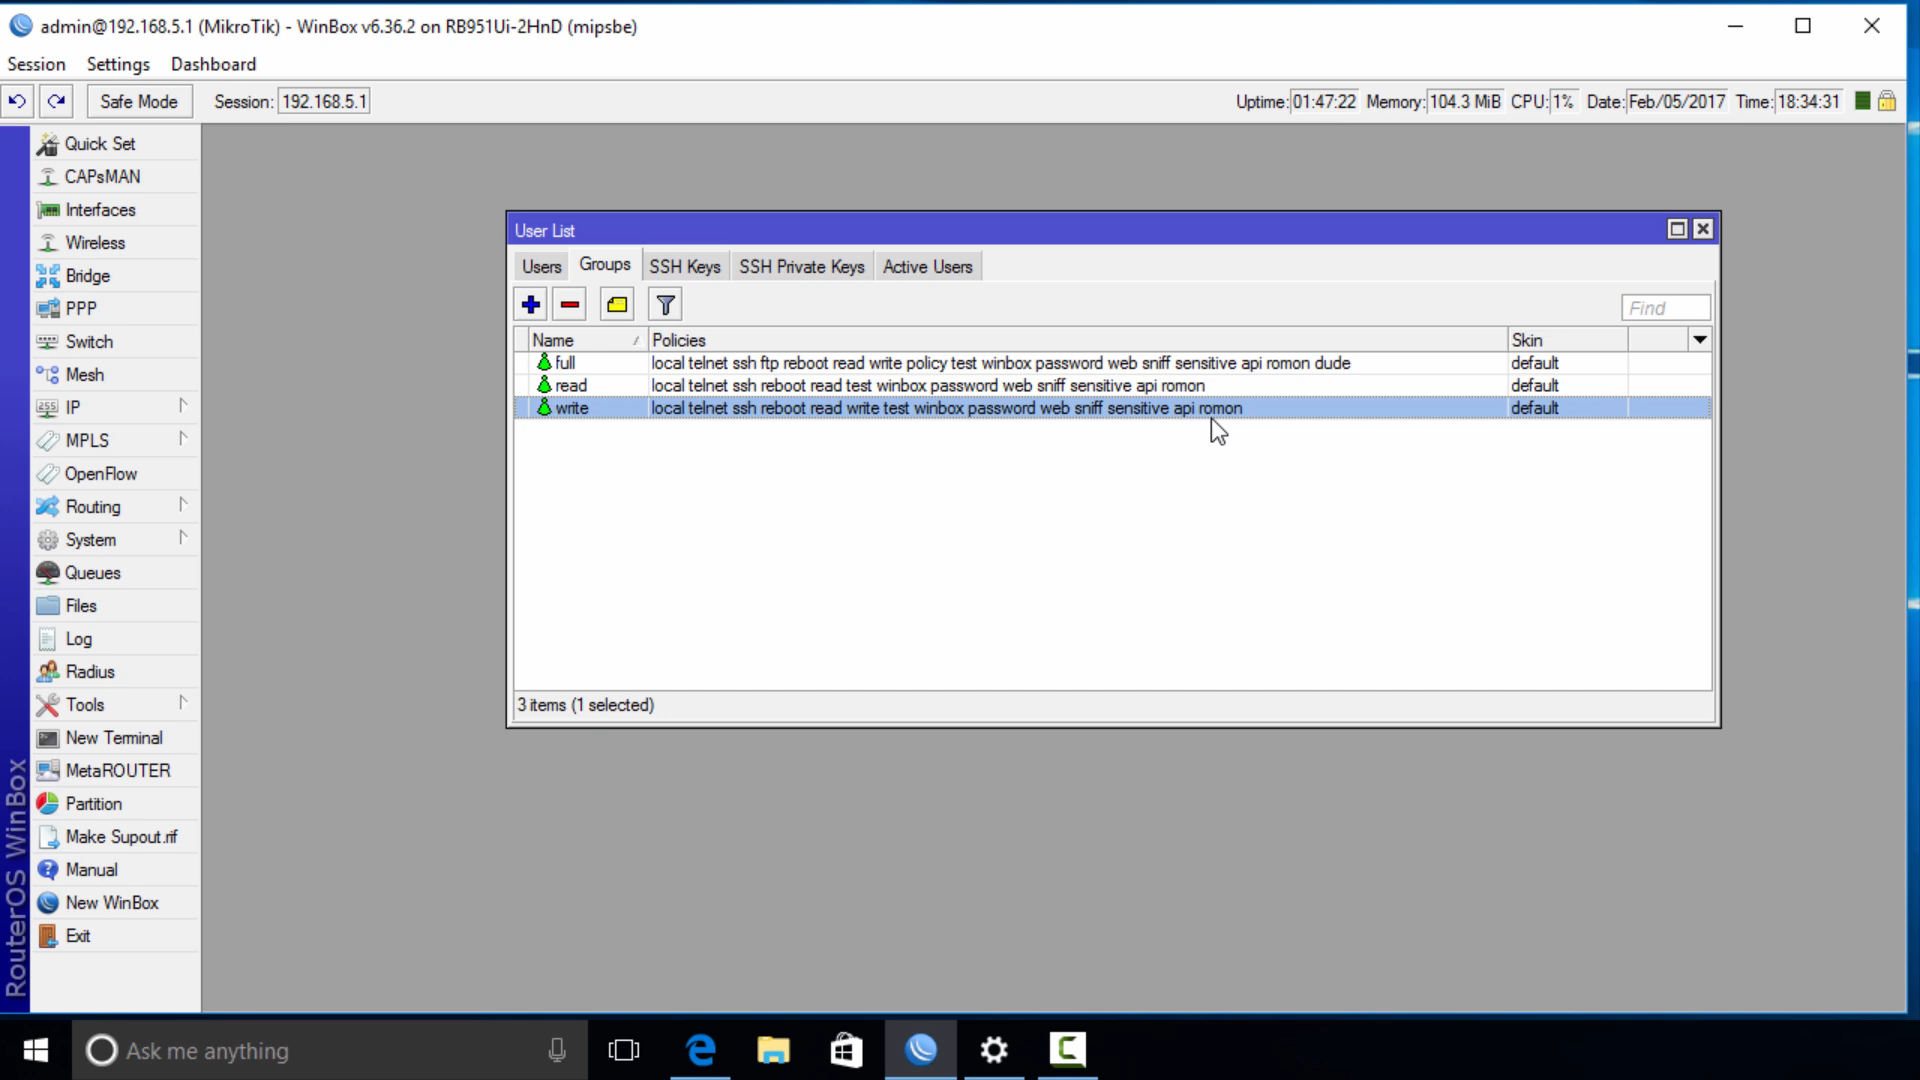 admin@192.168.5.1 (MikroTik) - WinBox v6.36.2 on RB951Ui-2HnD (mipsbe)
Session Settings Dashboard
Safe Mode Session: 192.168.5.1 Uptime: 01:47:22 Memory: 104.3 MiB CPU: 1% Date: Feb/05/2017 Time: 18:34:31
Quick Set
CAPsMAN
Interfaces
Wireless
Bridge
PPP
Switch
Mesh
255 IP
MPLS
OpenFlow
Routing
System
Queues
Files
Log
Radius
Tools
New Terminal
MetaROUTER
Partition
Make Supout.rif
Manual
New WinBox
Exit
RouterOS WinBox
User List
Users Groups SSH Keys SSH Private Keys Active Users
Find
Name Policies Skin
full local telnet ssh ftp reboot read write policy test winbox password web sniff sensitive api romon dude default
read local telnet ssh reboot read test winbox password web sniff sensitive api romon default
write local telnet ssh reboot read write test winbox password web sniff sensitive api romon default
3 items (1 selected)
Ask me anything